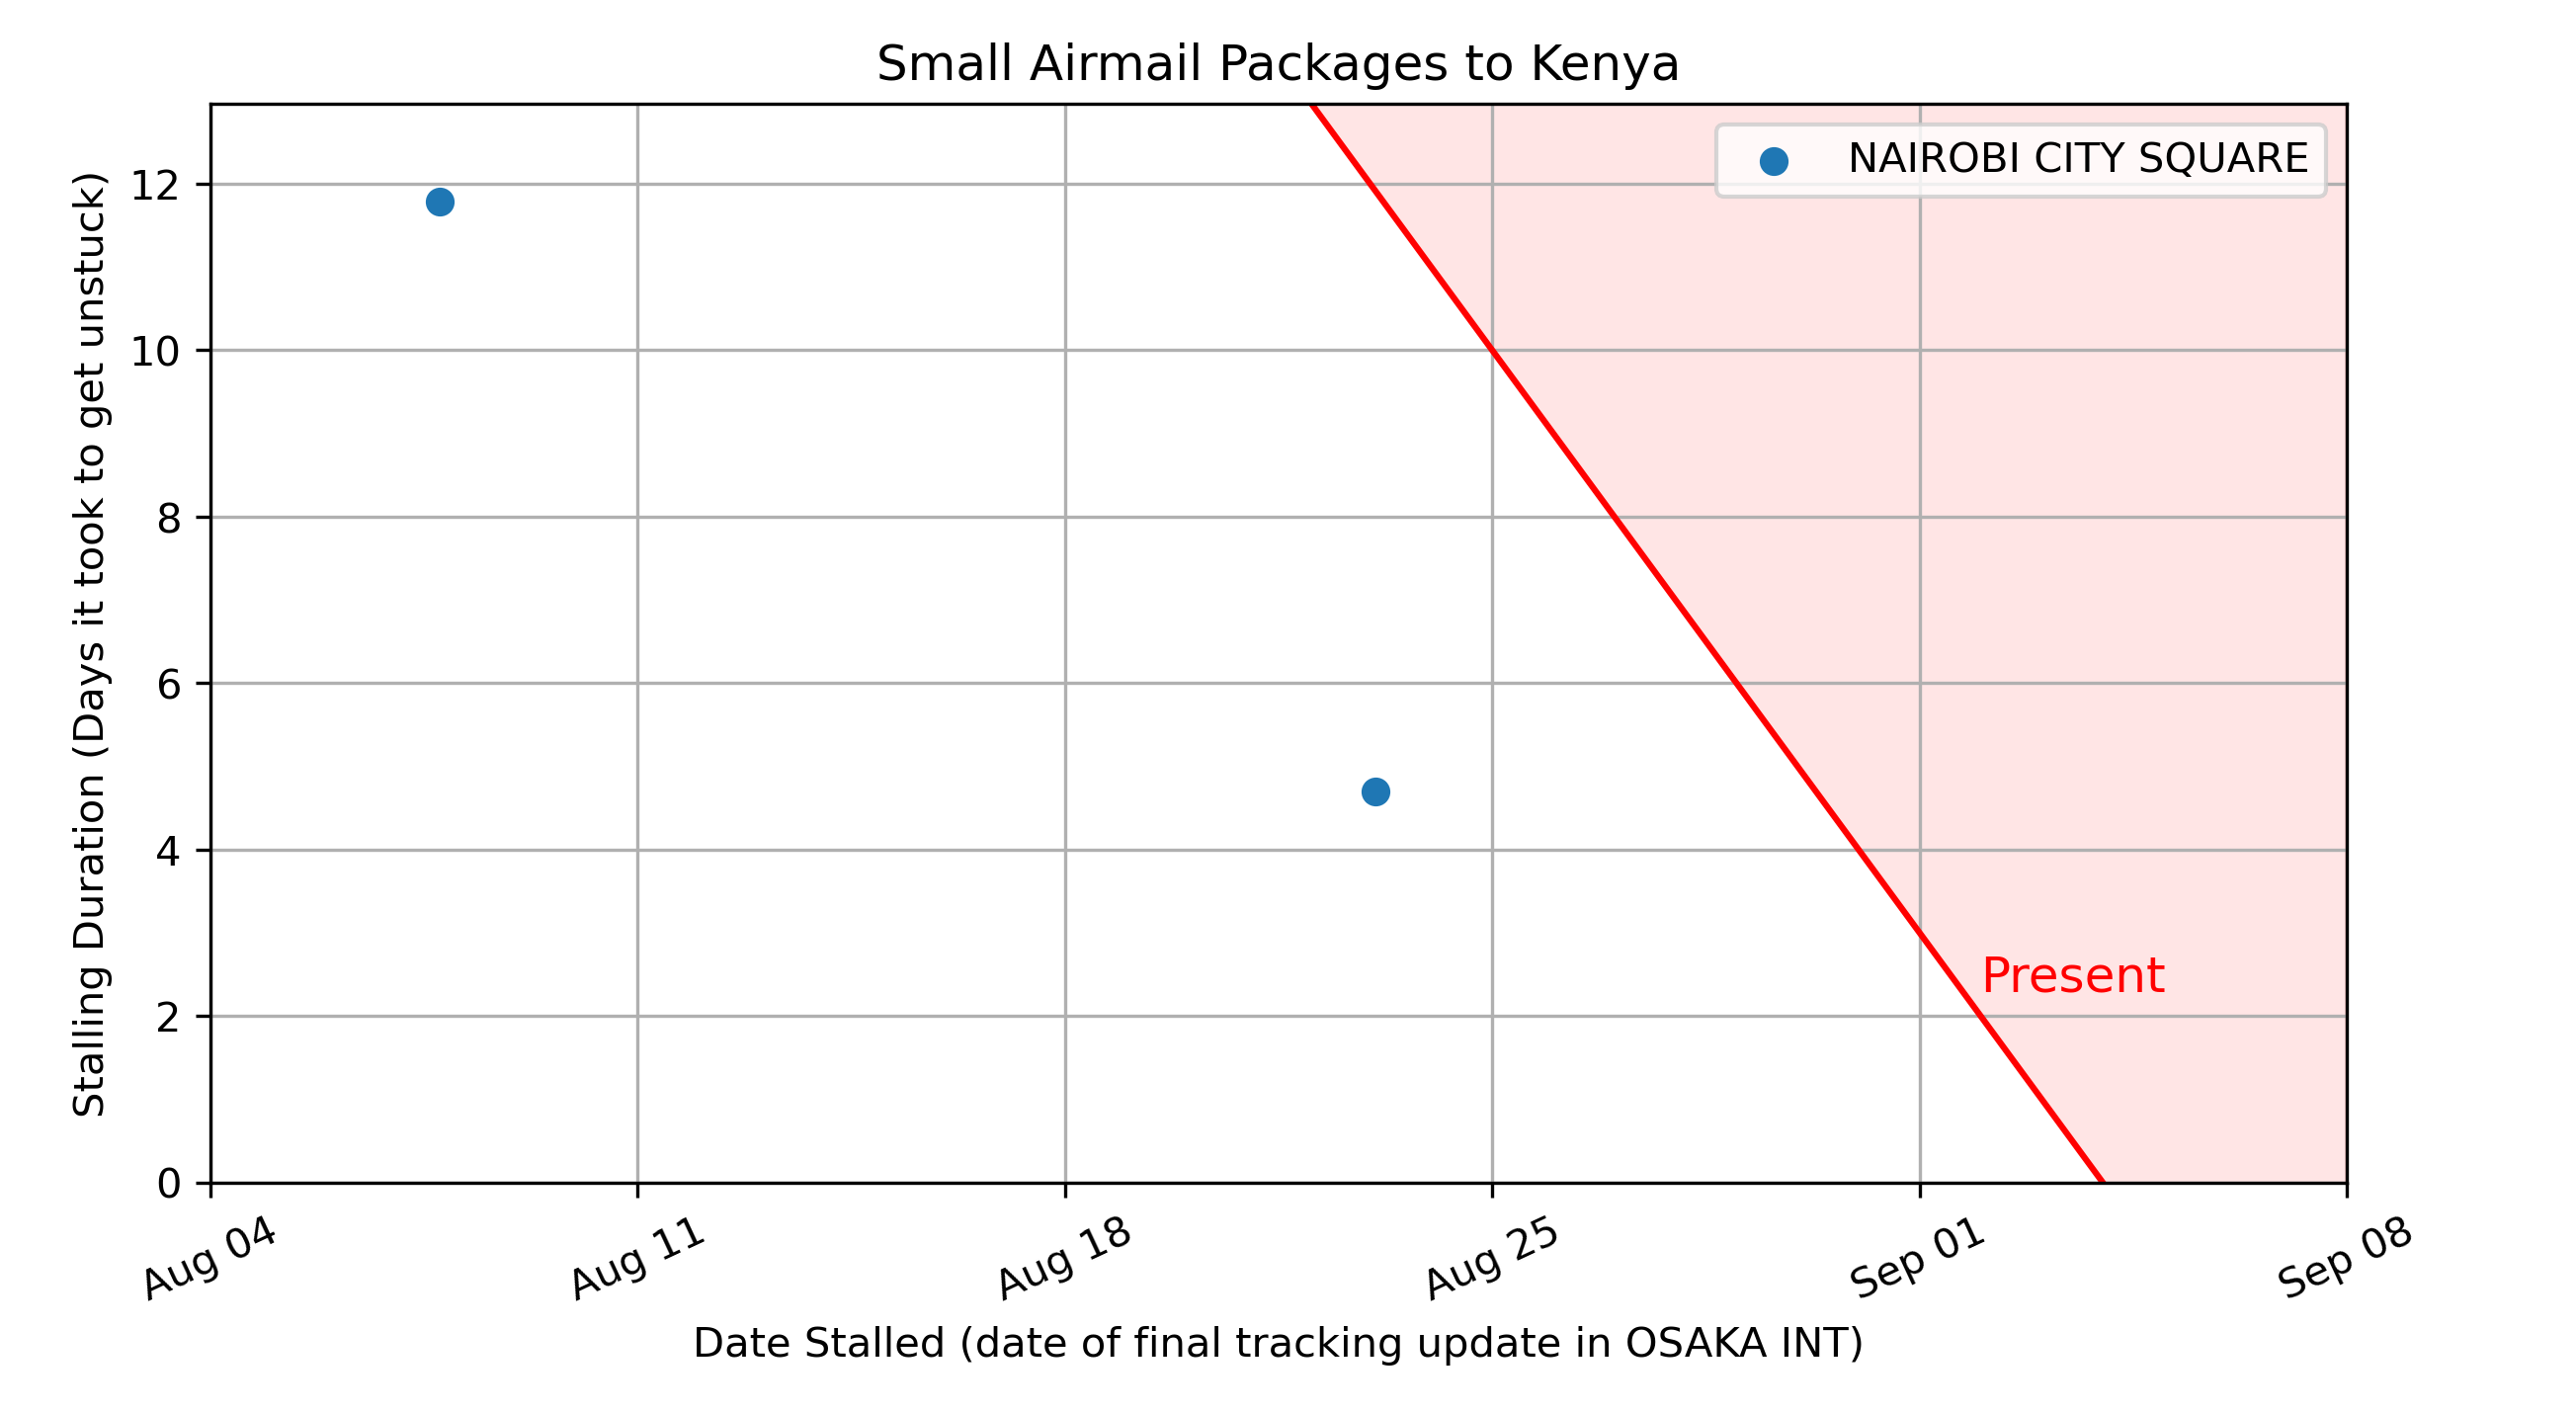 Small Airmail Packages to Kenya
NAIROBI CITY SQUARE
Stalling Duration (Days it took to get unstuck)
12
10
8
6
4
2
0
Present
Aug 04
Aug 11
Aug 18
Aug 25
Sep 01
Sep 08
Date Stalled (date of final tracking update in OSAKA INT)